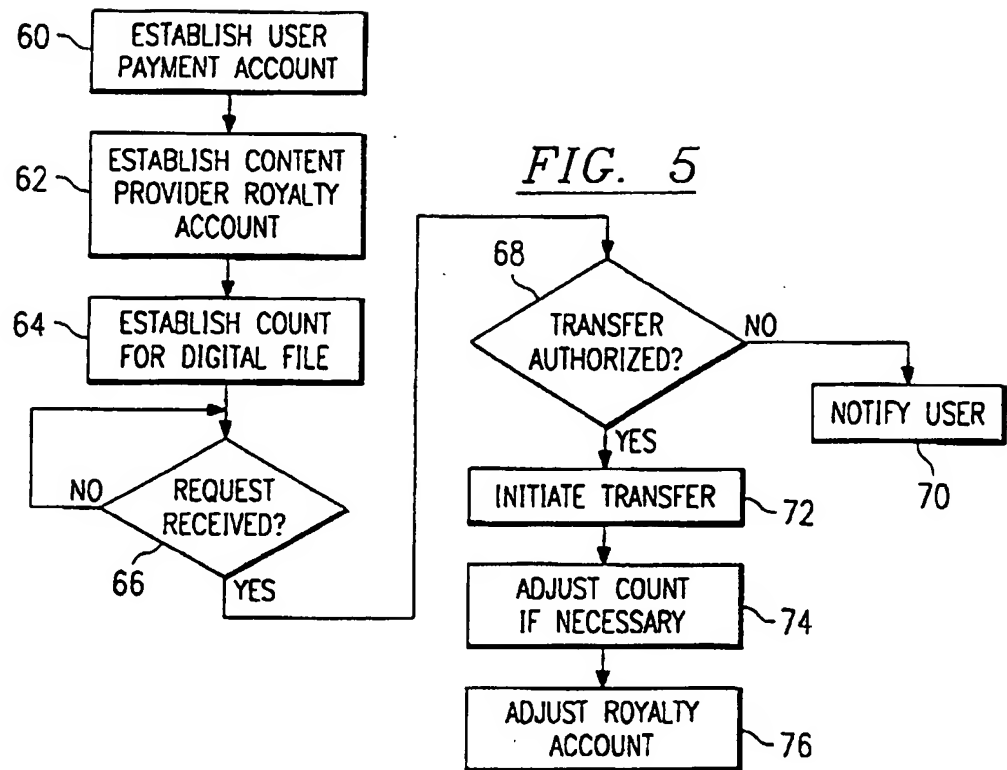 60
ESTABLISH USER
PAYMENT ACCOUNT
62
ESTABLISH CONTENT
PROVIDER ROYALTY
ACCOUNT
64
ESTABLISH COUNT
FOR DIGITAL FILE
NO
REQUEST
RECEIVED?
66
YES
FIG. 5
68
TRANSFER
AUTHORIZED?
NO
NOTIFY USER
70
YES
INITIATE TRANSFER
72
ADJUST COUNT
IF NECESSARY
74
ADJUST ROYALTY
ACCOUNT
76